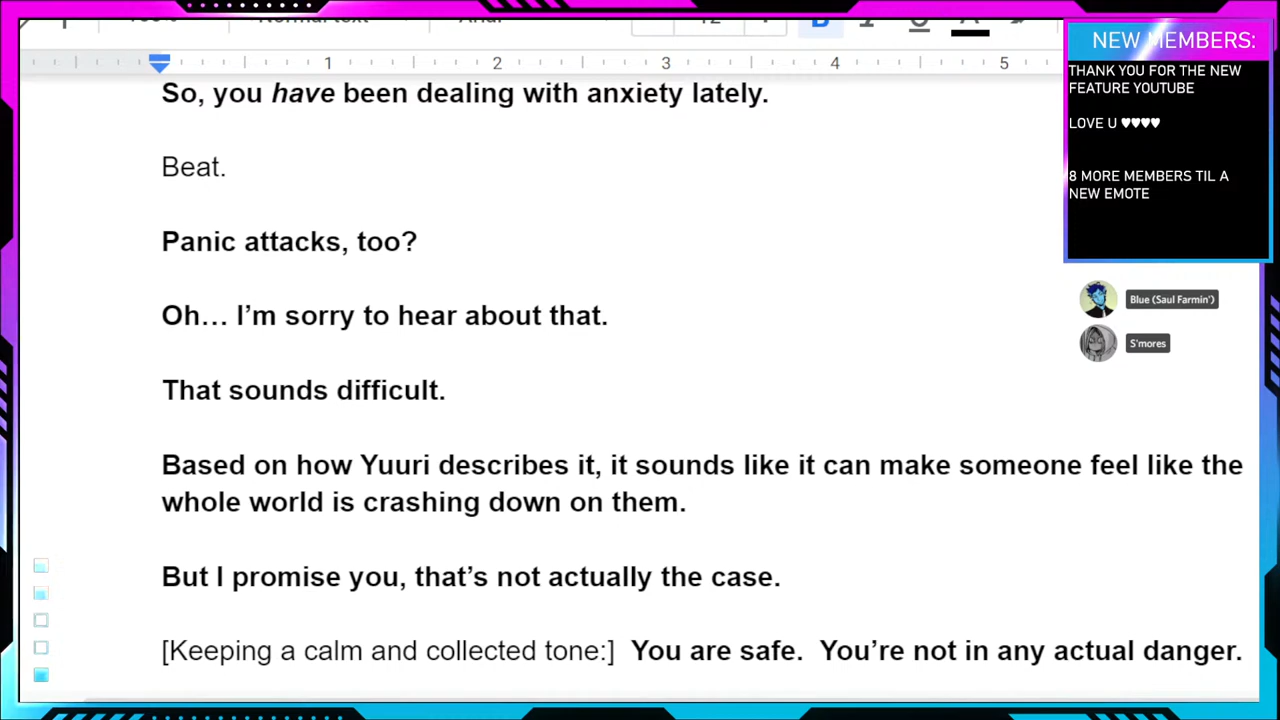 NEW MEMBERS:
THANK YOU FOR THE NEW
FEATURE YOUTUBE
LOVE U ♥♥♥♥
8 MORE MEMBERS TIL A
NEW EMOTE
1 2 3 4 5
So, you have been dealing with anxiety lately.
Beat.
Panic attacks, too?
Oh… I’m sorry to hear about that.
That sounds difficult.
Based on how Yuuri describes it, it sounds like it can make someone feel like the
whole world is crashing down on them.
But I promise you, that’s not actually the case.
[Keeping a calm and collected tone:] You are safe. You’re not in any actual danger.
Blue (Saul Farmin')
S'mores